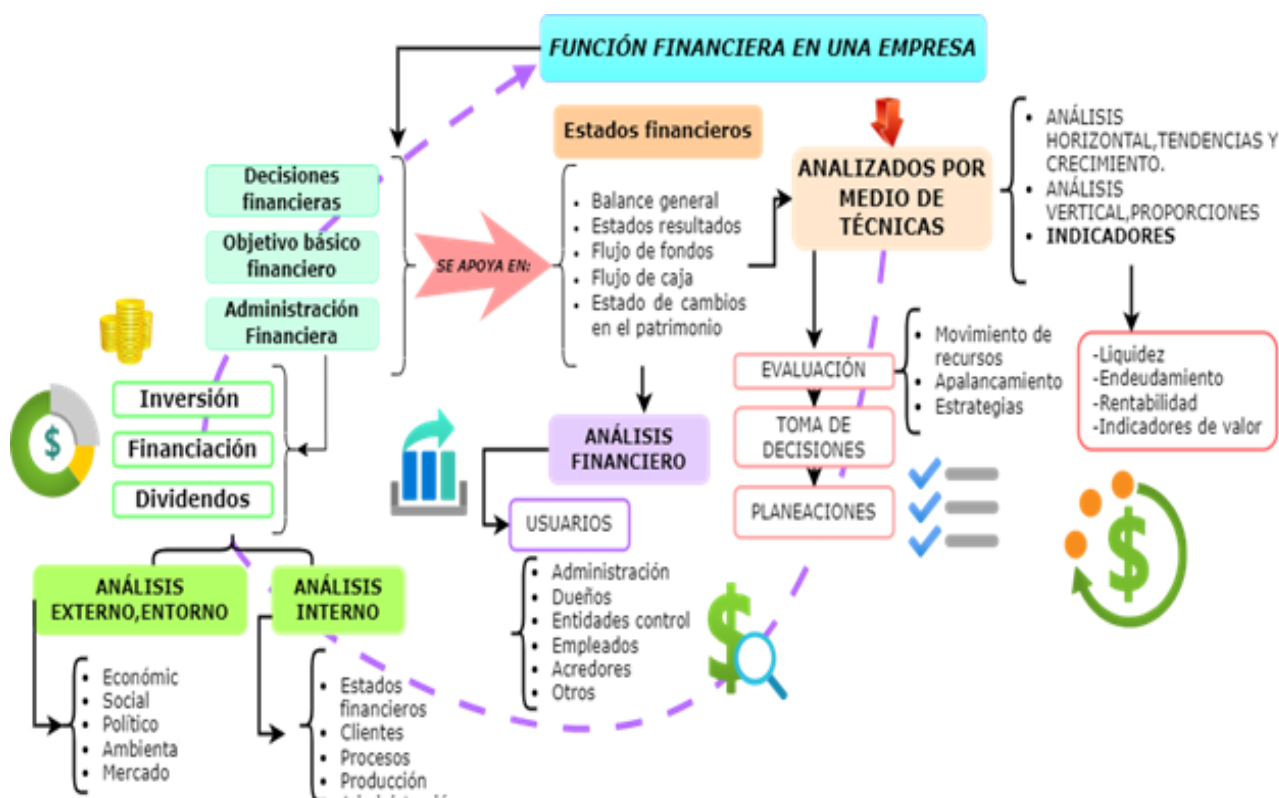 FUNCIÓN FINANCIERA EN UNA EMPRESA
Decisiones
financieras
Objetivo básico
financiero
Administración
Financiera
SE APOYA EN:
Estados financieros
• Balance general
• Estados resultados
• Flujo de fondos
• Flujo de caja
• Estado de cambios
en el patrimonio
ANALIZADOS POR
MEDIO DE
TÉCNICAS
• ANÁLISIS
HORIZONTAL,TENDENCIAS Y
CRECIMIENTO.
• ANÁLISIS
VERTICAL,PROPORCIONES
• INDICADORES
-Liquidez
-Endeudamiento
-Rentabilidad
-Indicadores de valor
EVALUACIÓN
• Movimiento de
recursos
• Apalancamiento
• Estrategias
TOMA DE
DECISIONES
PLANEACIONES
ANÁLISIS
FINANCIERO
USUARIOS
• Administración
• Dueños
• Entidades control
• Empleados
• Acredores
• Otros
Inversión
Financiación
Dividendos
$
ANÁLISIS
EXTERNO,ENTORNO
• Económic
• Social
• Político
• Ambienta
• Mercado
ANÁLISIS
INTERNO
• Estados
financieros
• Clientes
• Procesos
• Producción
$
$